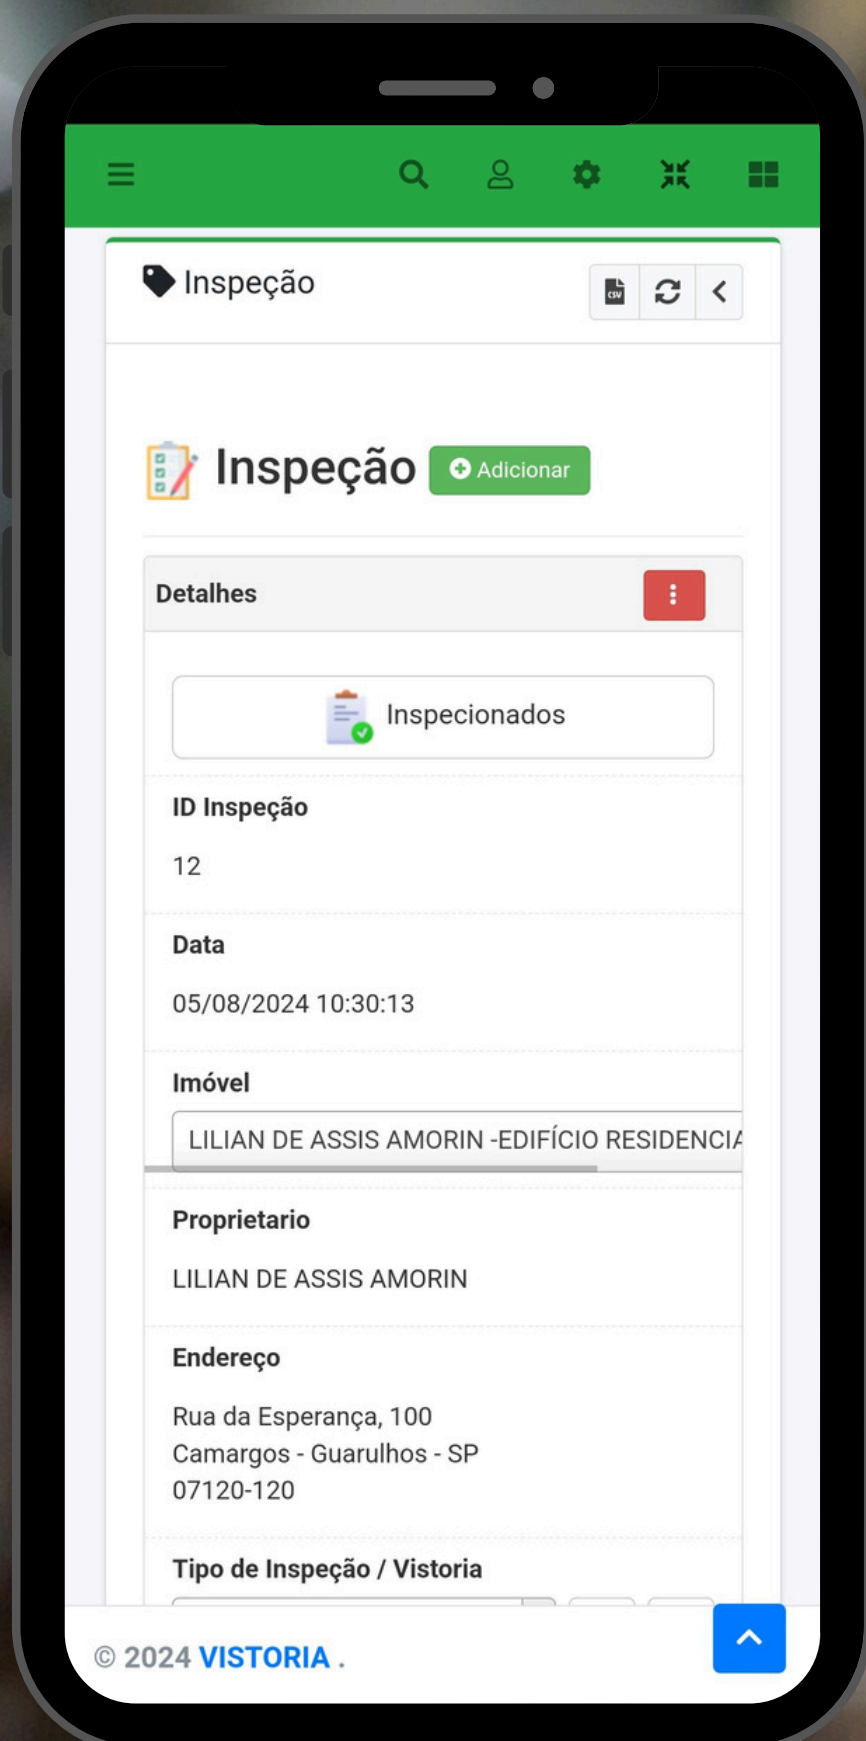 Inspeção
CSV
Inspeção
Adicionar
Detalhes
Inspecionados
ID Inspeção
12
Data
05/08/2024 10:30:13
Imóvel
LILIAN DE ASSIS AMORIN -EDIFÍCIO RESIDENCIA
Proprietario
LILIAN DE ASSIS AMORIN
Endereço
Rua da Esperança, 100
Camargos - Guarulhos - SP
07120-120
Tipo de Inspeção / Vistoria
© 2024 VISTORIA .